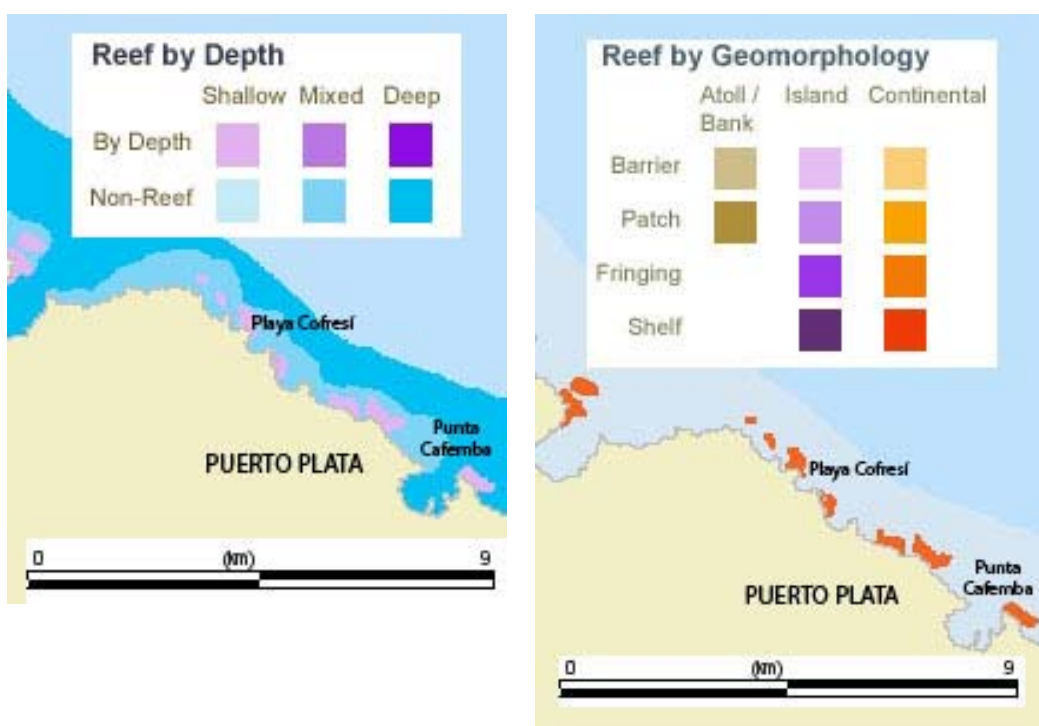 Reef by Depth
Shallow Mixed Deep
By Depth
Non-Reef
Playa Cofresí
Punta
Cafemba
PUERTO PLATA
0 (km) 9
Reef by Geomorphology
Atoll / Island Continental
Bank
Barrier
Patch
Fringing
Shelf
Playa Cofresí
Punta
Cafemba
PUERTO PLATA
0 (km) 9